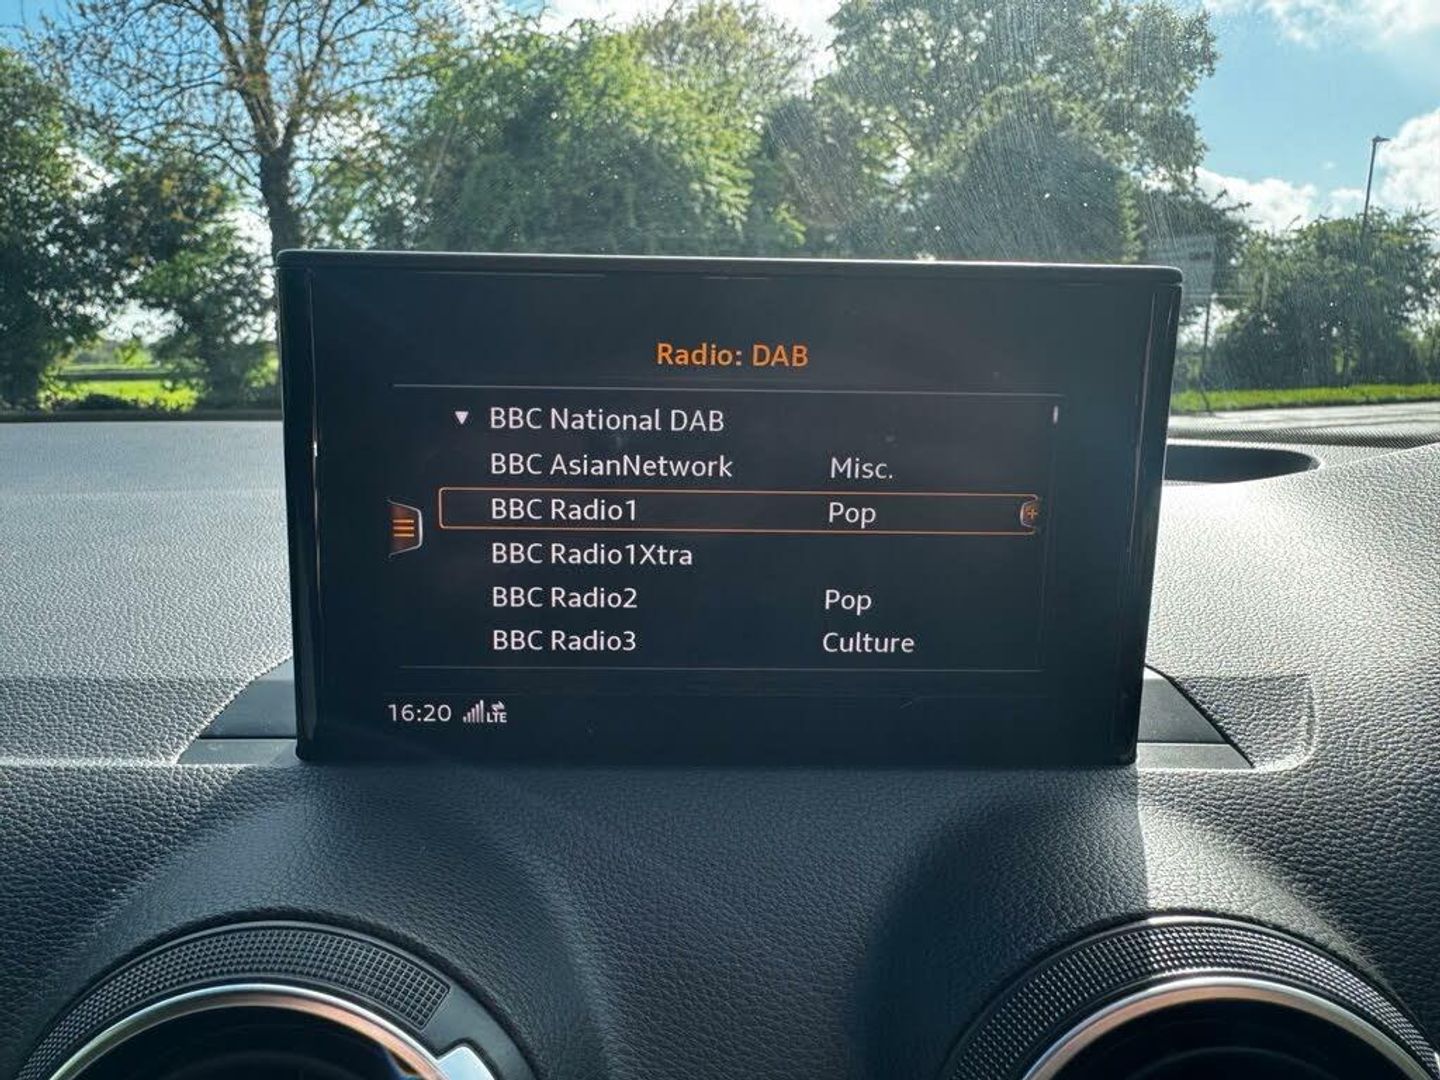 Radio: DAB
BBC National DAB
BBC AsianNetwork Misc.
BBC Radio1 Pop
BBC Radio1Xtra
BBC Radio2 Pop
BBC Radio3 Culture
16:20 LTE